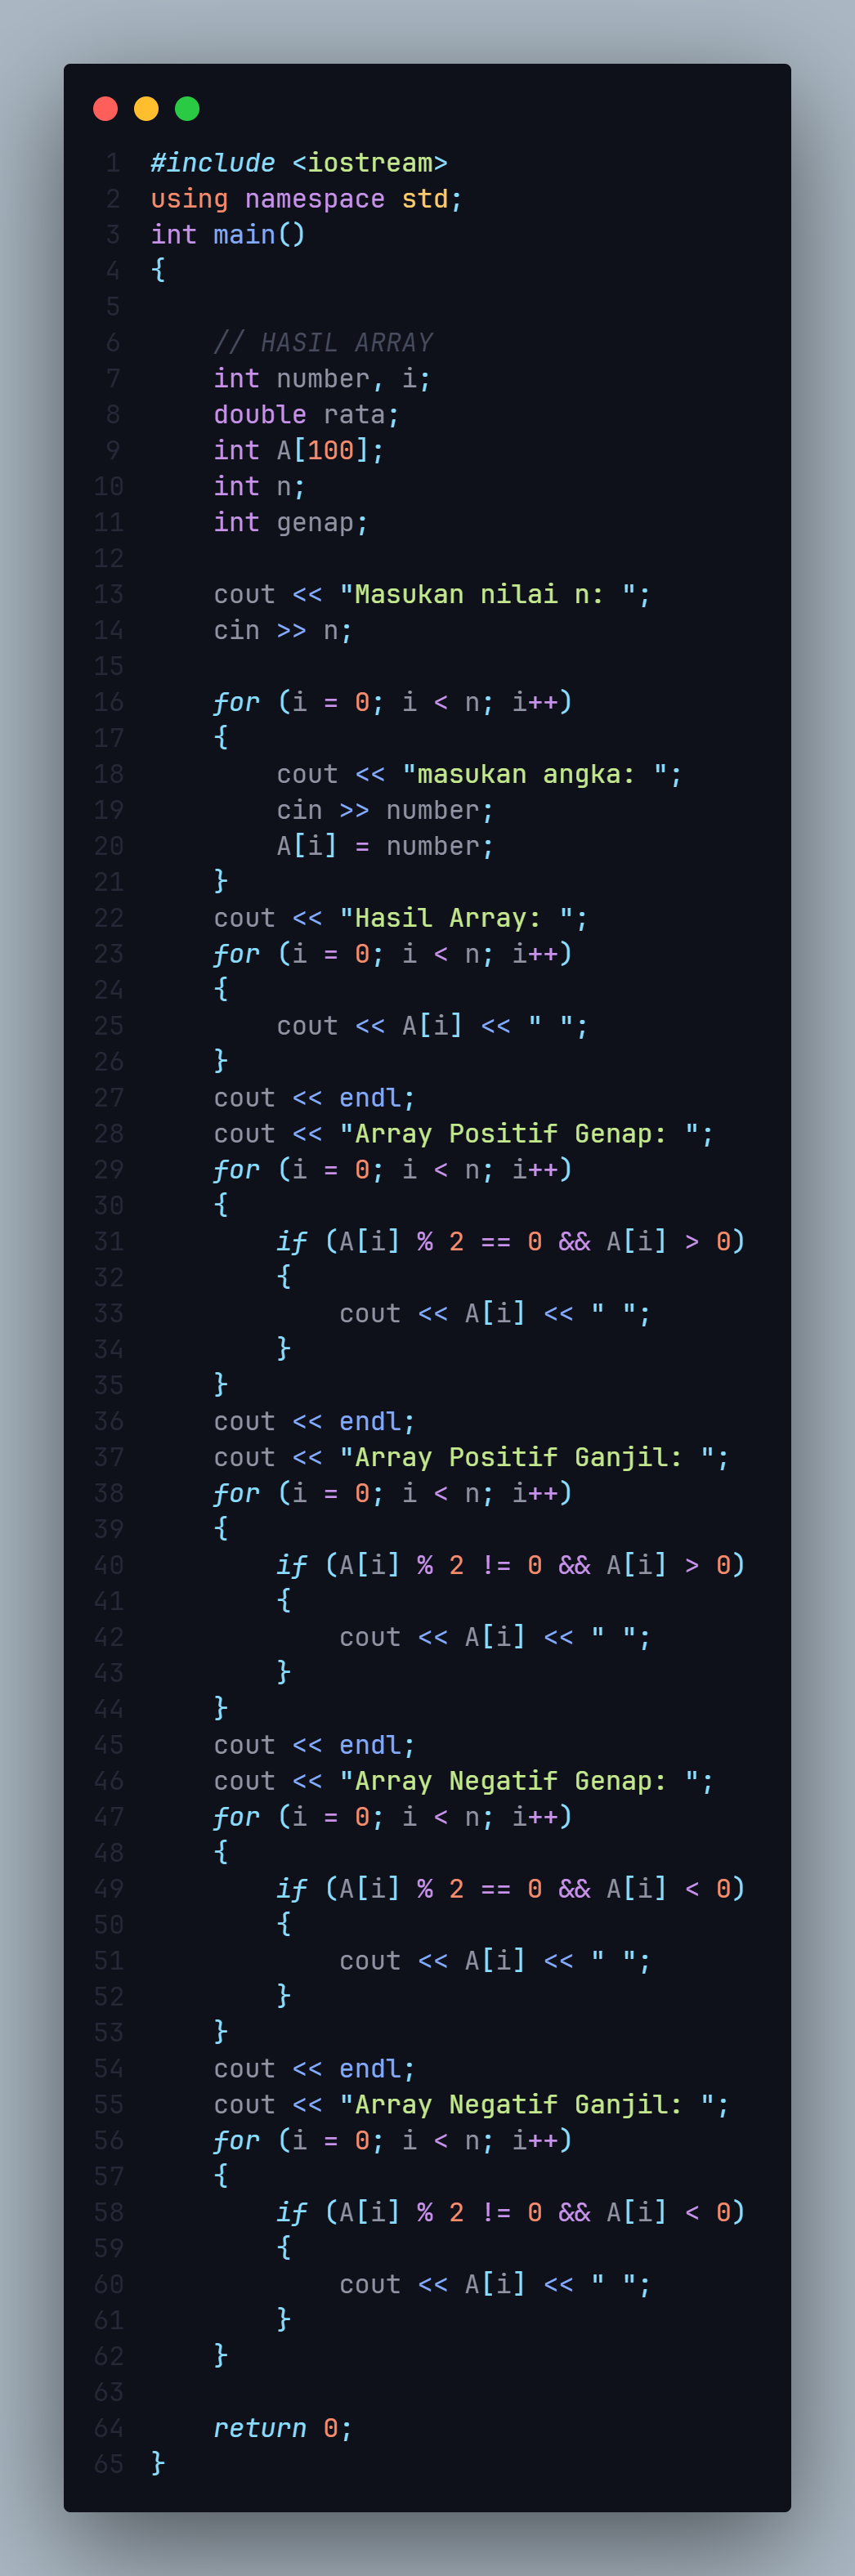 1 #include <iostream>
2 using namespace std;
3 int main()
4 {
5
6     // HASIL ARRAY
7     int number, i;
8     double rata;
9     int A[100];
10     int n;
11     int genap;
12
13     cout << "Masukan nilai n: ";
14     cin >> n;
15
16     for (i = 0; i < n; i++)
17     {
18         cout << "masukan angka: ";
19         cin >> number;
20         A[i] = number;
21     }
22     cout << "Hasil Array: ";
23     for (i = 0; i < n; i++)
24     {
25         cout << A[i] << " ";
26     }
27     cout << endl;
28     cout << "Array Positif Genap: ";
29     for (i = 0; i < n; i++)
30     {
31         if (A[i] % 2 == 0 && A[i] > 0)
32         {
33             cout << A[i] << " ";
34         }
35     }
36     cout << endl;
37     cout << "Array Positif Ganjil: ";
38     for (i = 0; i < n; i++)
39     {
40         if (A[i] % 2 != 0 && A[i] > 0)
41         {
42             cout << A[i] << " ";
43         }
44     }
45     cout << endl;
46     cout << "Array Negatif Genap: ";
47     for (i = 0; i < n; i++)
48     {
49         if (A[i] % 2 == 0 && A[i] < 0)
50         {
51             cout << A[i] << " ";
52         }
53     }
54     cout << endl;
55     cout << "Array Negatif Ganjil: ";
56     for (i = 0; i < n; i++)
57     {
58         if (A[i] % 2 != 0 && A[i] < 0)
59         {
60             cout << A[i] << " ";
61         }
62     }
63
64     return 0;
65 }